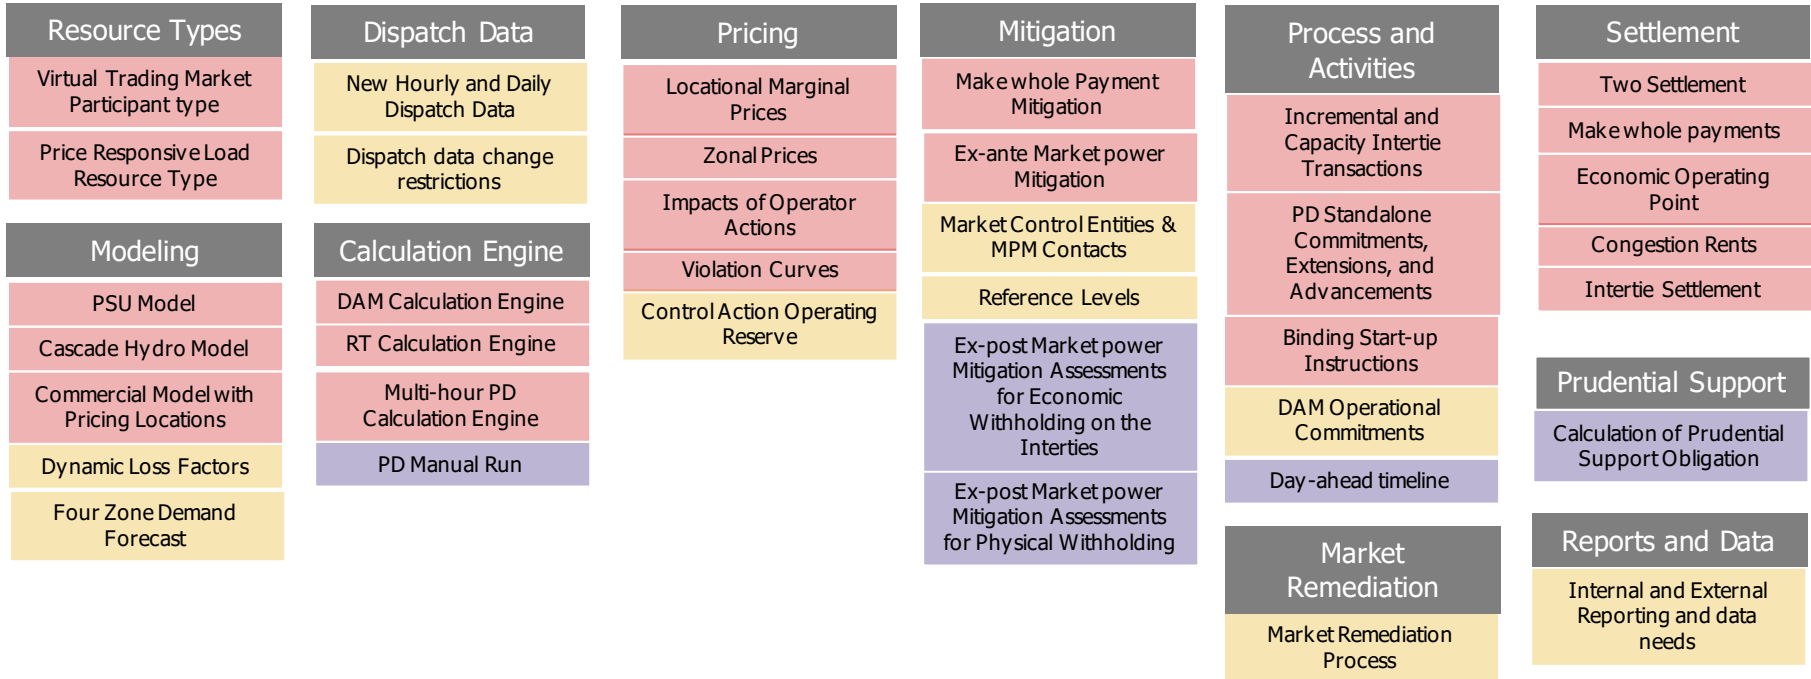 Resource Types
Virtual Trading Market
Participant type
Price Responsive Load
Resource Type
Modeling
PSU Model
Cascade Hydro Model
Commercial Model with
Pricing Locations
Dynamic Loss Factors
Four Zone Demand
Forecast
Dispatch Data
New Hourly and Daily
Dispatch Data
Dispatch data change
restrictions
Calculation Engine
DAM Calculation Engine
RT Calculation Engine
Multi-hour PD
Calculation Engine
PD Manual Run
Pricing
Locational Marginal
Prices
Zonal Prices
Impacts of Operator
Actions
Violation Curves
Control Action Operating
Reserve
Mitigation
Make whole Payment
Mitigation
Ex-ante Market power
Mitigation
Market Control Entities &
MPM Contacts
Reference Levels
Ex-post Market power
Mitigation Assessments
for Economic
Withholding on the
Interties
Ex-post Market power
Mitigation Assessments
for Physical Withholding
Process and
Activities
Incremental and
Capacity Intertie
Transactions
PD Standalone
Commitments,
Extensions, and
Advancements
Binding Start-up
Instructions
DAM Operational
Commitments
Day-ahead timeline
Market
Remediation
Market Remediation
Process
Settlement
Two Settlement
Make whole payments
Economic Operating
Point
Congestion Rents
Intertie Settlement
Prudential Support
Calculation of Prudential
Support Obligation
Reports and Data
Internal and External
Reporting and data
needs